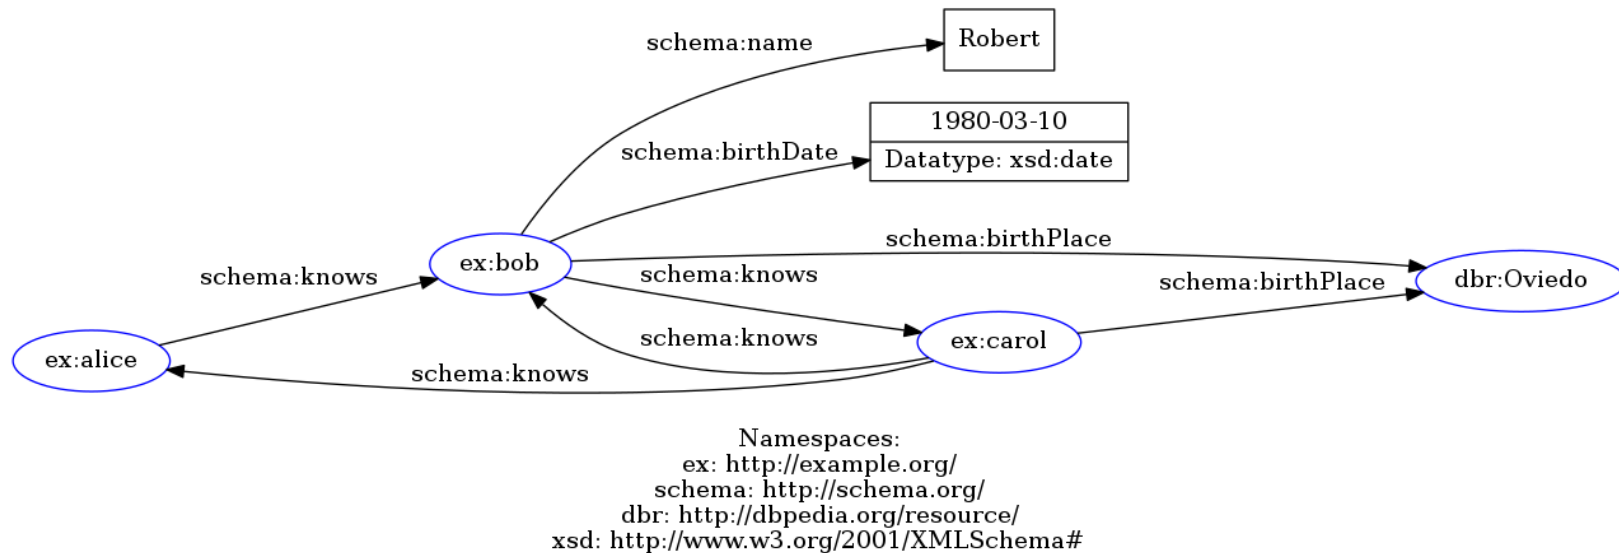 schema:name
Robert
1980-03-10
schema:birthDate
Datatype: xsd:date
schema:birthPlace
ex:bob
schema:knows
schema:knows
schema:birthPlace
dbr:Oviedo
schema:knows
ex:carol
ex:alice
schema:knows
Namespaces:
ex: http://example.org/
schema: http://schema.org/
dbr: http://dbpedia.org/resource/
xsd: http://www.w3.org/2001/XMLSchema#